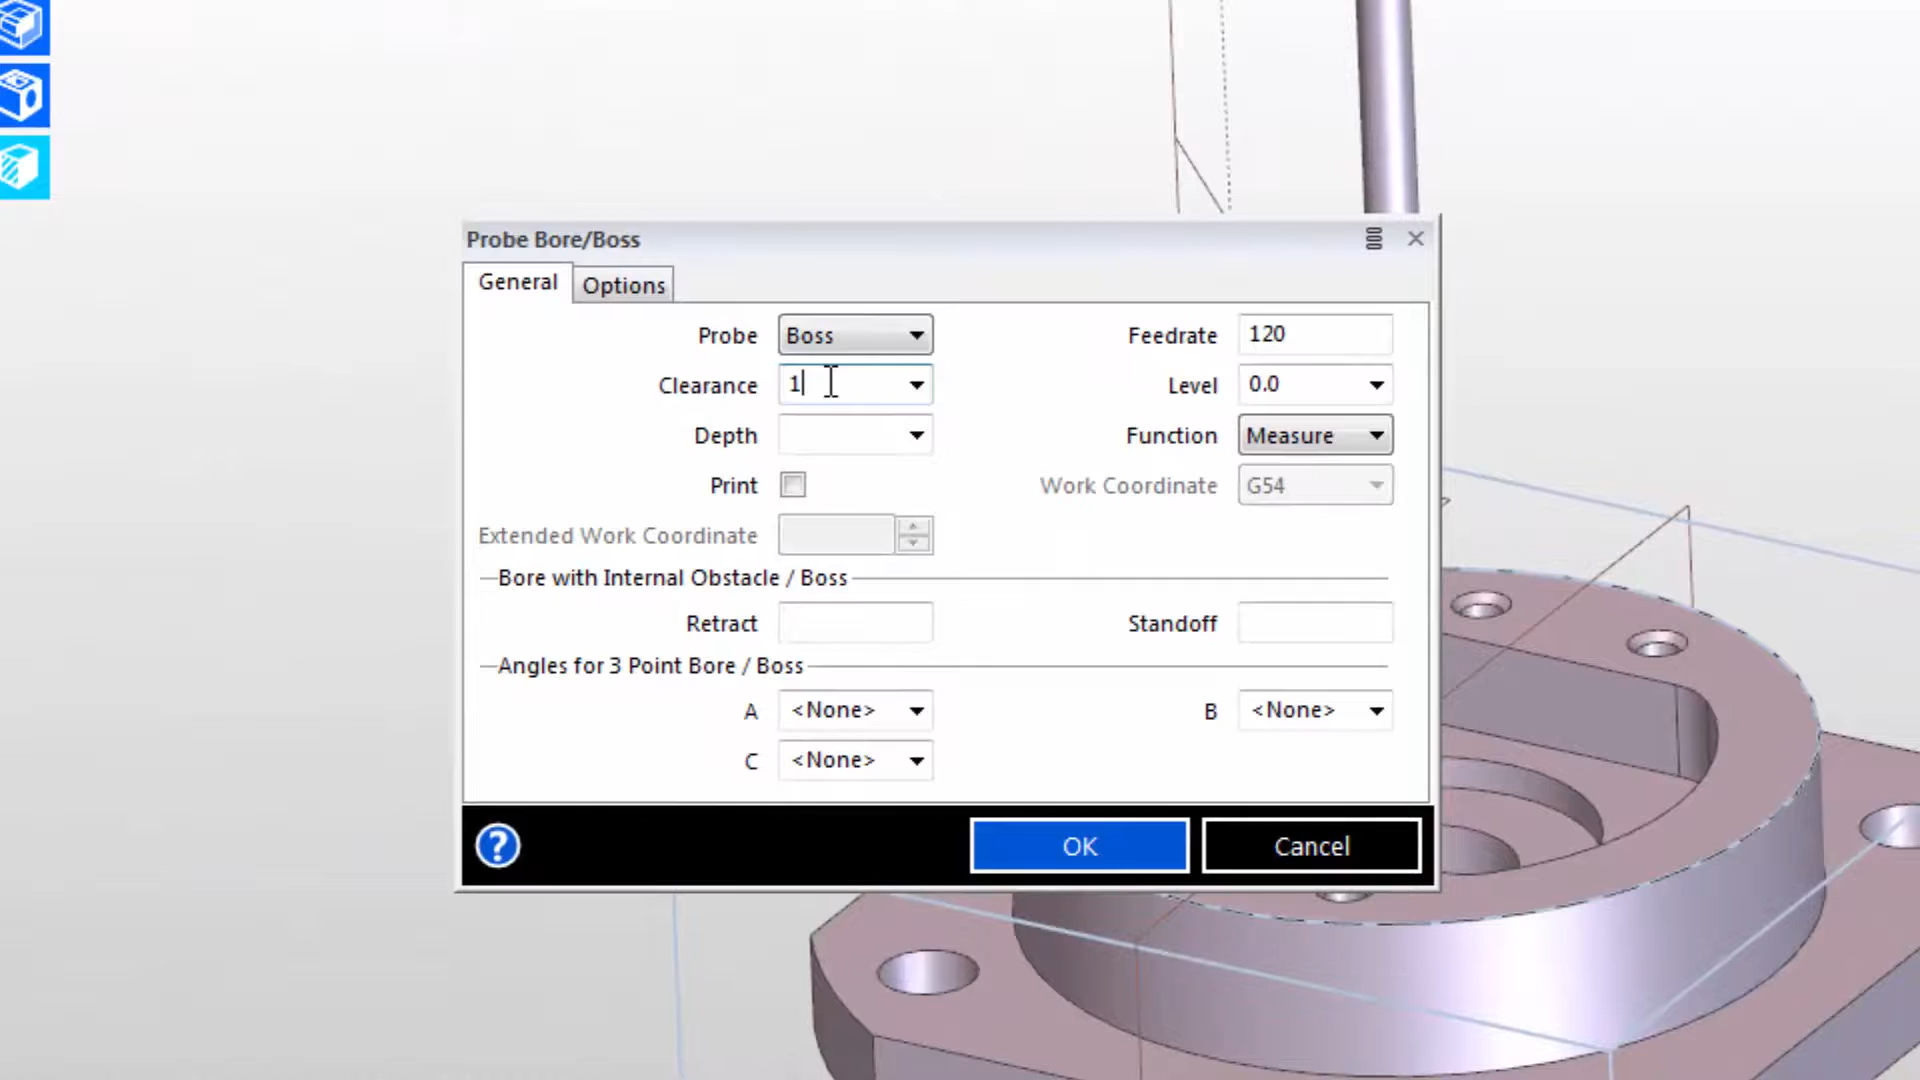 Probe Bore/Boss
General Options
Probe Boss Feedrate 120
Clearance 1 Level 0.0
Depth Function Measure
Print Work Coordinate G54
Extended Work Coordinate
Bore with Internal Obstacle / Boss
Retract Standoff
Angles for 3 Point Bore / Boss
A <None> B <None>
C <None>
? OK Cancel